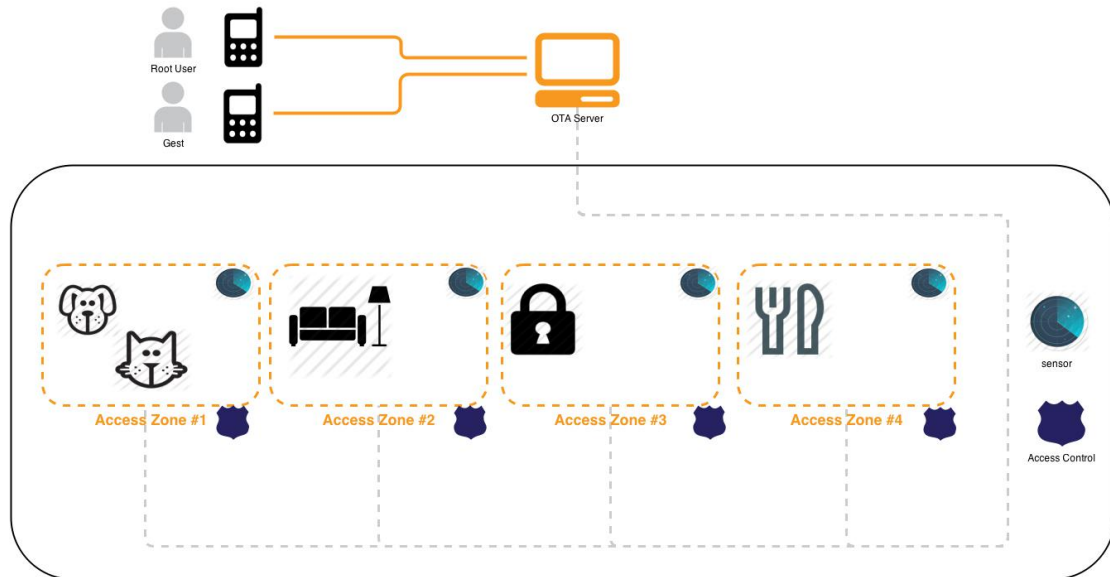 Root User
OTA Server
Gest
Access Zone #1
Access Zone #2
Access Zone #3
Access Zone #4
sensor
Access Control